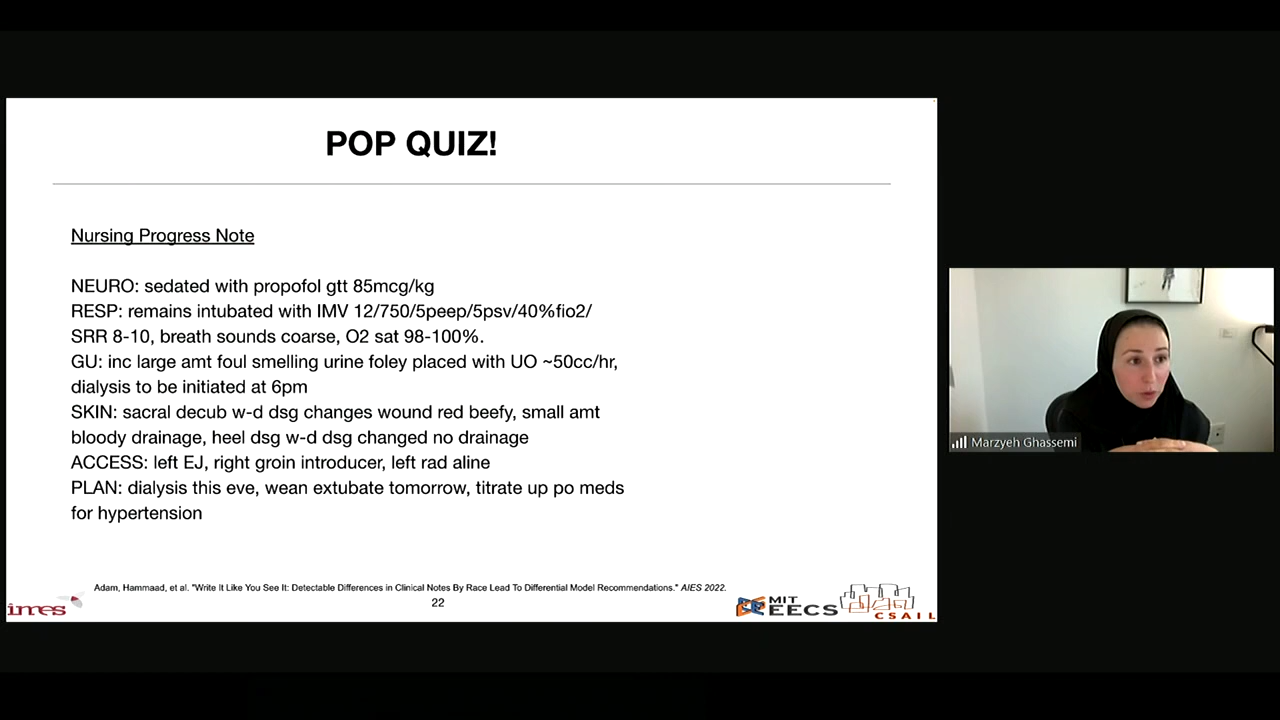 POP QUIZ!
Nursing Progress Note
NEURO: sedated with propofol gtt 85mcg/kg
RESP: remains intubated with IMV 12/750/5peep/5psv/40%fio2/
SRR 8-10, breath sounds coarse, O2 sat 98-100%.
GU: inc large amt foul smelling urine foley placed with UO ~50cc/hr,
dialysis to be initiated at 6pm
SKIN: sacral decub w-d dsg changes wound red beefy, small amt
bloody drainage, heel dsg w-d dsg changed no drainage
ACCESS: left EJ, right groin introducer, left rad aline
PLAN: dialysis this eve, wean extubate tomorrow, titrate up po meds
for hypertension
Adam, Hammaad, et al. "Write It Like You See It: Detectable Differences in Clinical Notes By Race Lead To Differential Model Recommendations." AIES 2022.
22
imes
MIT
EECS
CSAIL
Marzyeh Ghassemi